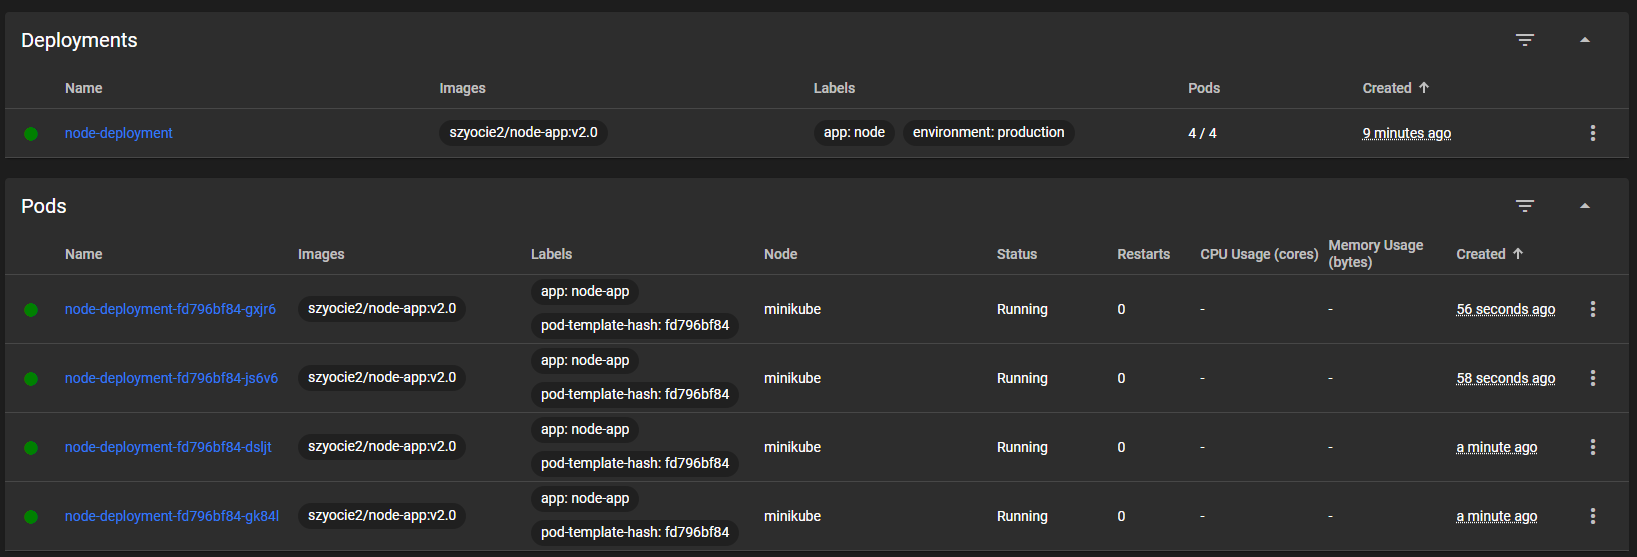 Deployments
Name Images Labels Pods Created
node-deployment szyocie2/node-app:v2.0 app: node environment: production 4 / 4 9 minutes ago
Pods
Name Images Labels Node Status Restarts CPU Usage (cores) Memory Usage (bytes) Created
node-deployment-fd796bf84-gxjr6 szyocie2/node-app:v2.0 app: node-app minikube Running 0 - - 56 seconds ago
pod-template-hash: fd796bf84
node-deployment-fd796bf84-js6v6 szyocie2/node-app:v2.0 app: node-app minikube Running 0 - - 58 seconds ago
pod-template-hash: fd796bf84
node-deployment-fd796bf84-dsljt szyocie2/node-app:v2.0 app: node-app minikube Running 0 - - a minute ago
pod-template-hash: fd796bf84
node-deployment-fd796bf84-gk84l szyocie2/node-app:v2.0 app: node-app minikube Running 0 - - a minute ago
pod-template-hash: fd796bf84